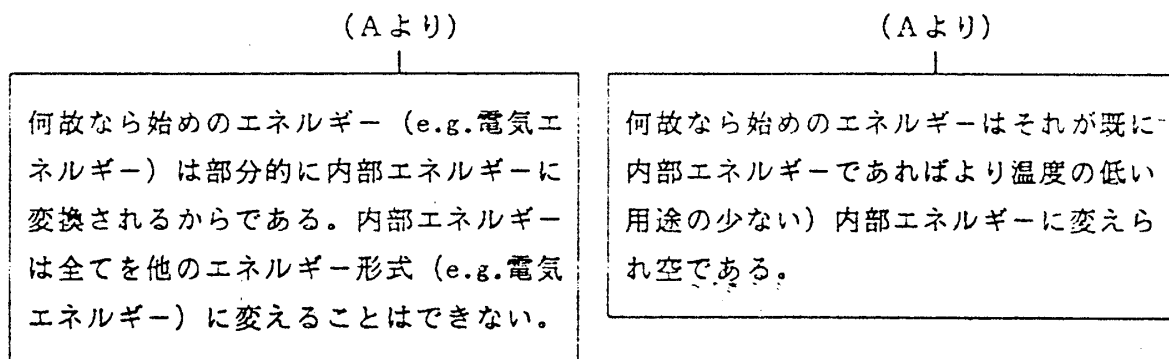 (Aより)
何故なら始めのエネルギー (e.g.電気エ
ネルギー) は部分的に内部エネルギーに
変換されるからである。内部エネルギー
は全てを他のエネルギー形式 (e.g.電気
エネルギー) に変えることはできない。
(Aより)
何故なら始めのエネルギーはそれが既に
内部エネルギーであればより温度の低い
用途の少ない) 内部エネルギーに変えら
れ空である。